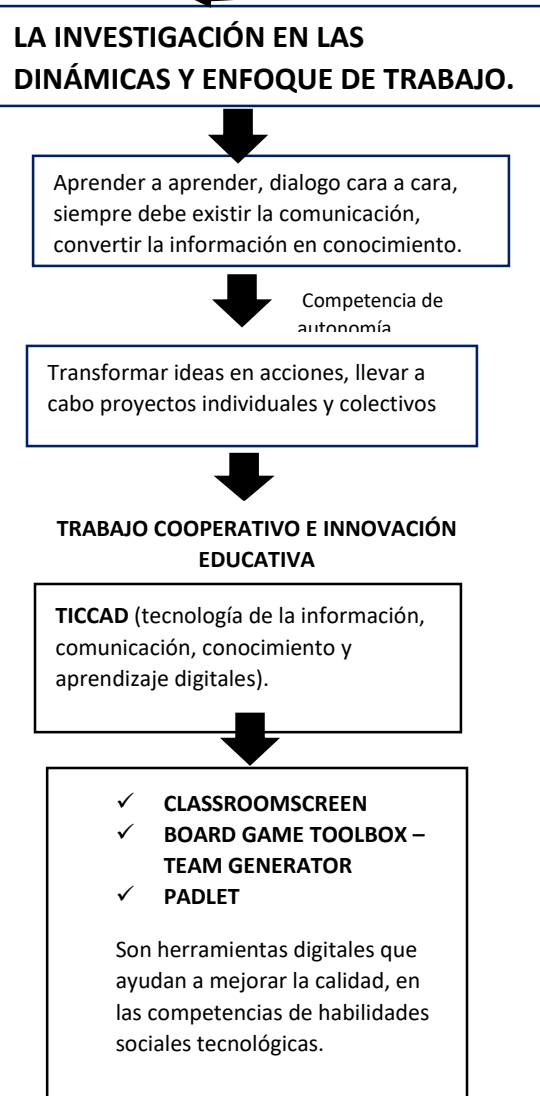 LA INVESTIGACIÓN EN LAS
DINÁMICAS Y ENFOQUE DE TRABAJO.
Aprender a aprender, dialogo cara a cara,
siempre debe existir la comunicación,
convertir la información en conocimiento.
Competencia de
autonomía
Transformar ideas en acciones, llevar a
cabo proyectos individuales y colectivos
TRABAJO COOPERATIVO E INNOVACIÓN
EDUCATIVA
TICCAD (tecnología de la información,
comunicación, conocimiento y
aprendizaje digitales).
✓ CLASSROOMSCREEN
✓ BOARD GAME TOOLBOX –
TEAM GENERATOR
✓ PADLET
Son herramientas digitales que
ayudan a mejorar la calidad, en
las competencias de habilidades
sociales tecnológicas.